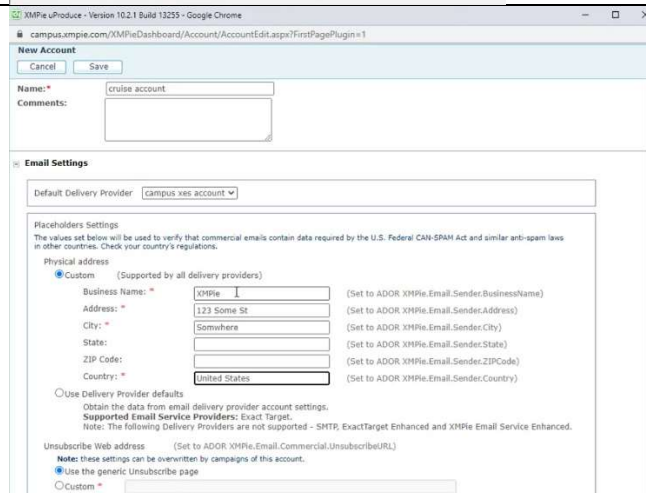 XMPie uProduce - Version 10.2.1 Build 13255 - Google Chrome
campus.xmpie.com/XMPieDashboard/Account/AccountEdit.aspx?FirstPagePlugin=1
New Account
Cancel Save
Name:* cruise account
Comments:
Email Settings
Default Delivery Provider campus xes account
Placeholders Settings
The values set below will be used to verify that commercial emails contain data required by the U.S. Federal CAN-SPAM Act and similar anti-spam laws
in other countries. Check your country's regulations.
Physical address
Custom (Supported by all delivery providers)
Business Name: * XMPie (Set to ADOR XMPie.Email.Sender.BusinessName)
Address: * 123 Some St (Set to ADOR XMPie.Email.Sender.Address)
City: * Somwhere (Set to ADOR XMPie.Email.Sender.City)
State: (Set to ADOR XMPie.Email.Sender.State)
ZIP Code: (Set to ADOR XMPie.Email.Sender.ZIPCode)
Country: * United States (Set to ADOR XMPie.Email.Sender.Country)
Use Delivery Provider defaults
Obtain the data from email delivery provider account settings.
Supported Email Service Providers: Exact Target.
Note: The following Delivery Providers are not supported - SMTP, ExactTarget Enhanced and XMPie Email Service Enhanced.
Unsubscribe Web address (Set to ADOR XMPie.Email.Commercial.UnsubscribeURL)
Note: these settings can be overwritten by campaigns of this account.
Use the generic Unsubscribe page
Custom *